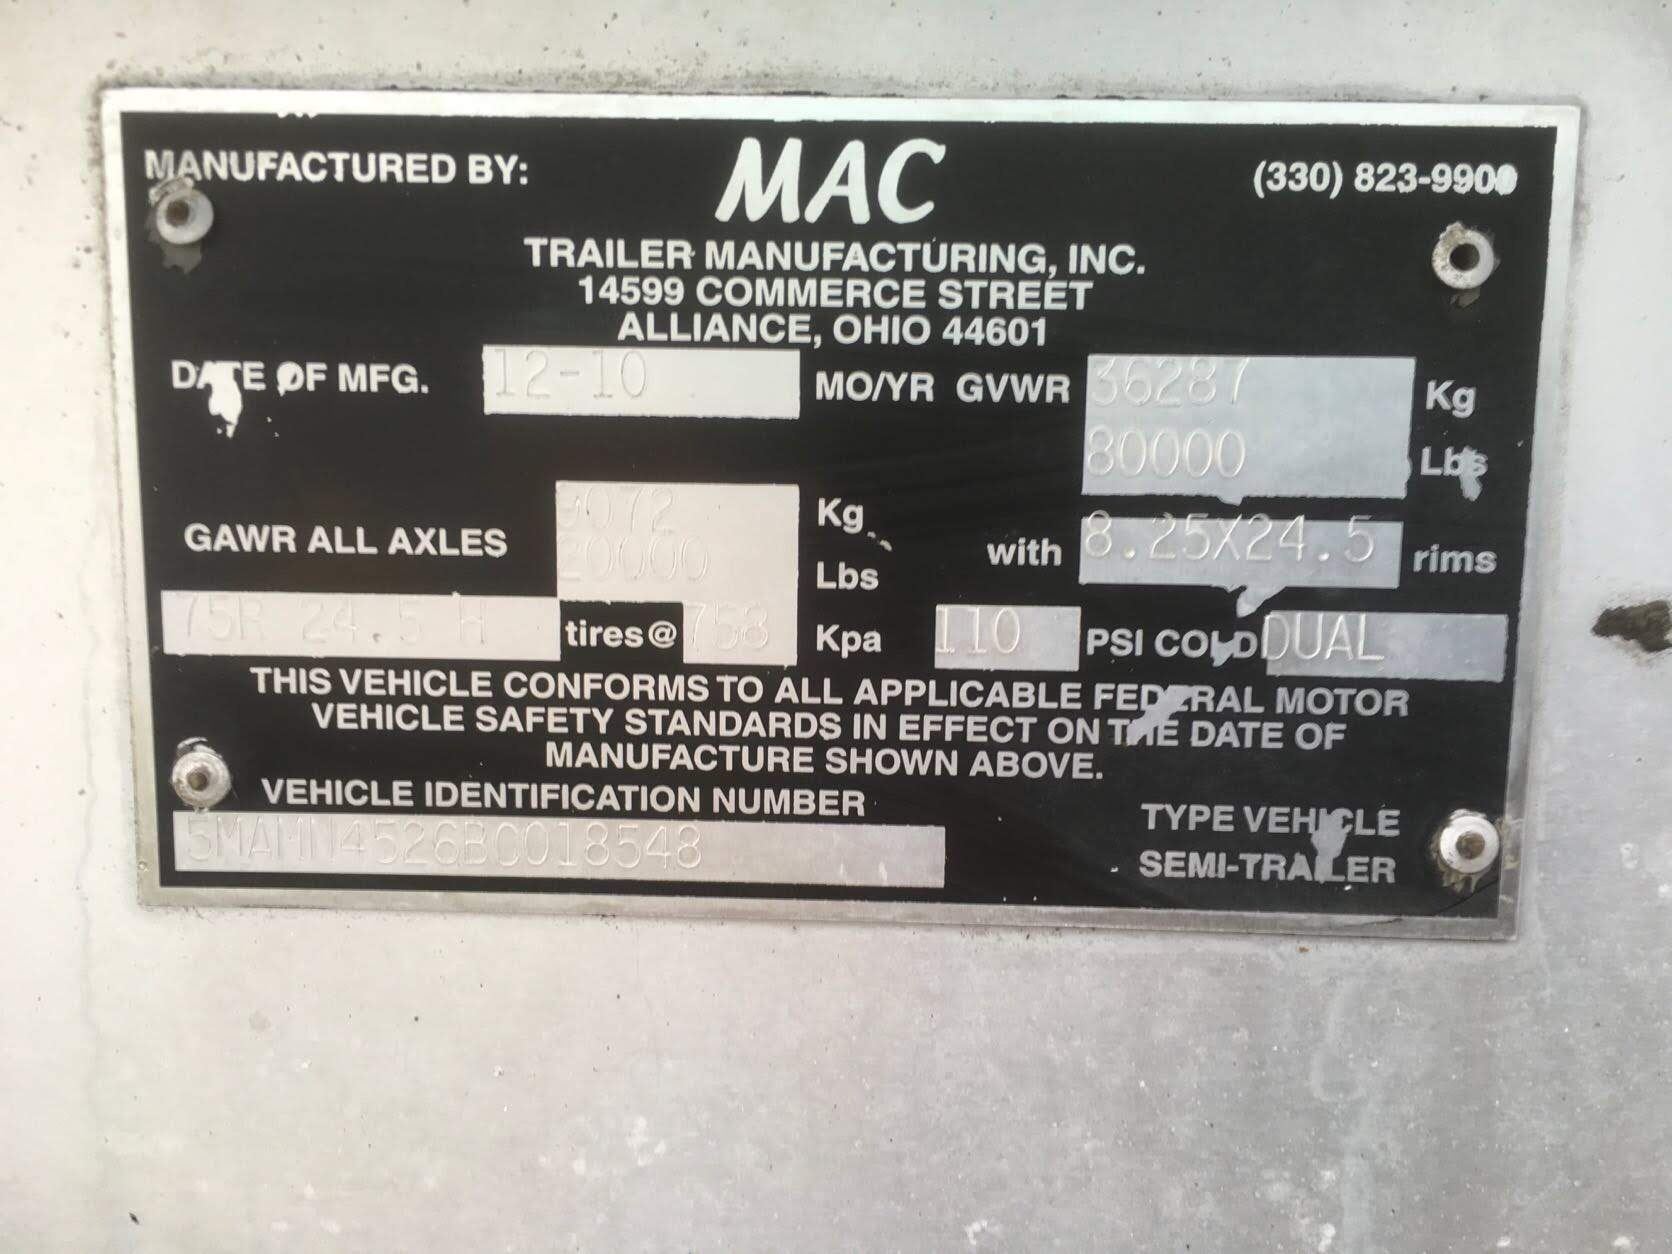 MANUFACTURED BY: MAC (330) 823-9900
TRAILER MANUFACTURING, INC.
14599 COMMERCE STREET
ALLIANCE, OHIO 44601
DATE OF MFG. 12-10 MO/YR GVWR 36287 Kg
80000 Lbs
GAWR ALL AXLES 9072 Kg
20000 Lbs with 8.25X24.5 rims
75R 24.5 H tires@ 758 Kpa 110 PSI COLD DUAL
THIS VEHICLE CONFORMS TO ALL APPLICABLE FEDERAL MOTOR
VEHICLE SAFETY STANDARDS IN EFFECT ON THE DATE OF
MANUFACTURE SHOWN ABOVE.
VEHICLE IDENTIFICATION NUMBER
5MAMN4526BC018548
TYPE VEHICLE
SEMI-TRAILER